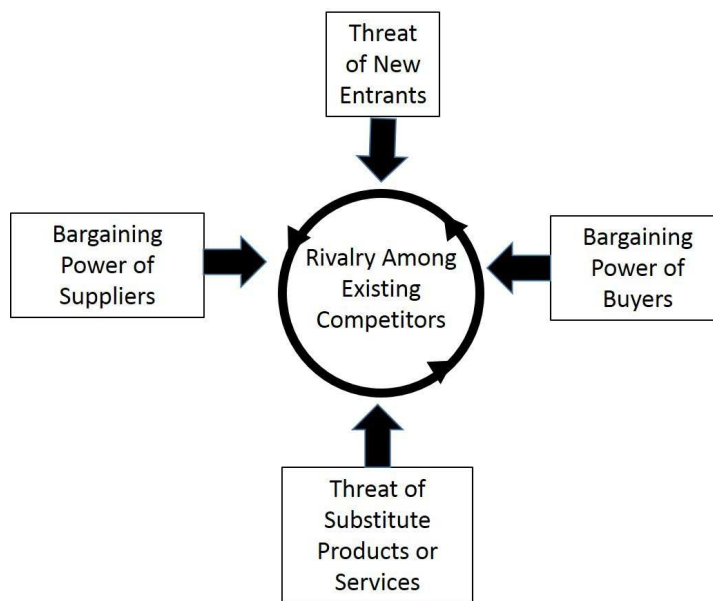 Threat
of New
Entrants
Bargaining
Power of
Suppliers
Rivalry Among
Existing
Competitors
Bargaining
Power of
Buyers
Threat of
Substitute
Products or
Services